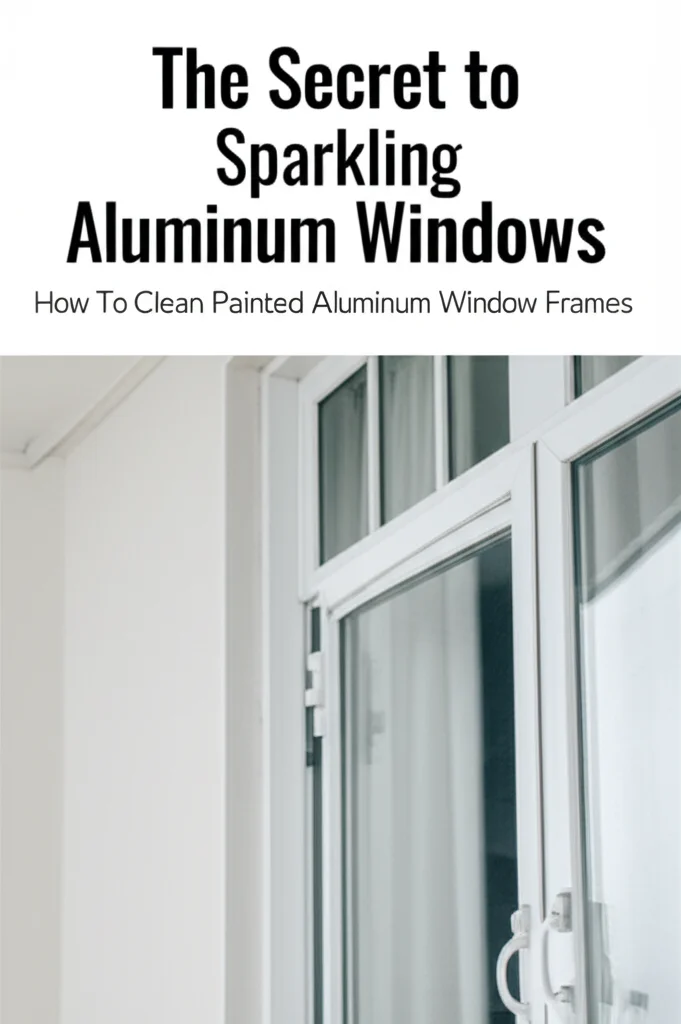 The Secret to
Sparkling
Aluminum Windows
How To Clean Painted Aluminum Window Frames